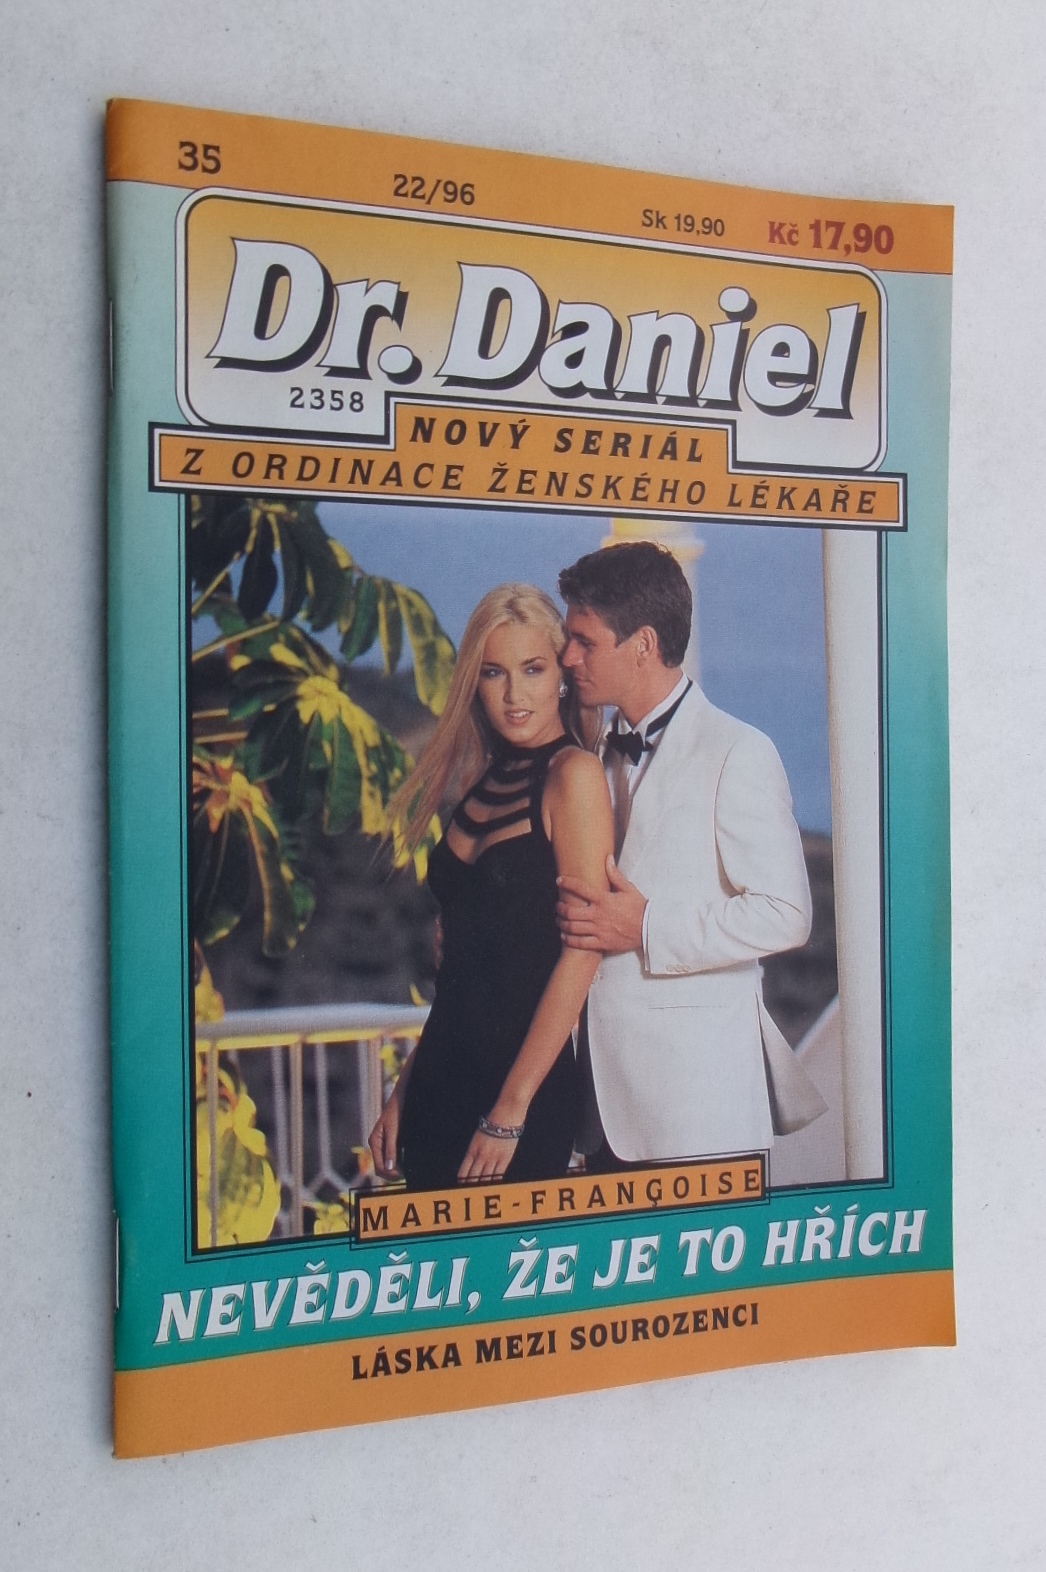 35
22/96
Sk 19,90
Kč 17,90
Dr. Daniel
2358
NOVÝ SERIÁL
Z ORDINACE ŽENSKÉHO LÉKAŘE
MARIE-FRANÇOISE
NEVĚDĚLI, ŽE JE TO HŘÍCH
LÁSKA MEZI SOUROZENCI